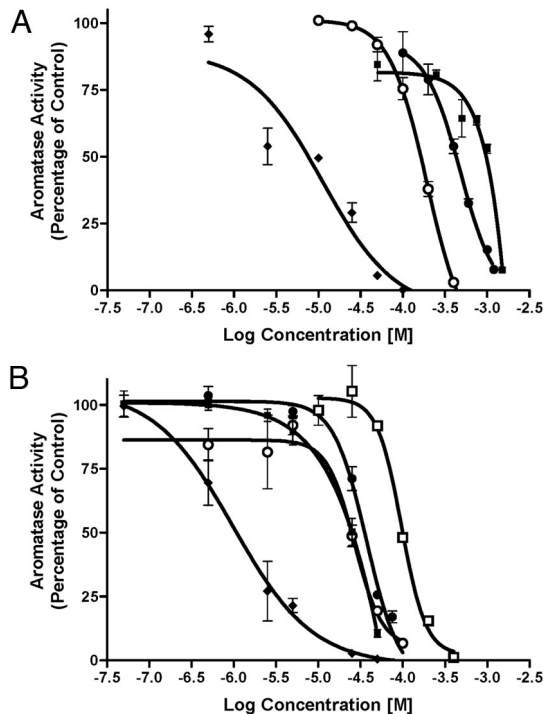 A
Aromatase Activity
(Percentage of Control)
100
75
50
25
0
-7.5 -7.0 -6.5 -6.0 -5.5 -5.0 -4.5 -4.0 -3.5 -3.0 -2.5
Log Concentration [M]
B
Aromatase Activity
(Percentage of Control)
100
75
50
25
0
-7.5 -7.0 -6.5 -6.0 -5.5 -5.0 -4.5 -4.0 -3.5 -3.0 -2.5
Log Concentration [M]